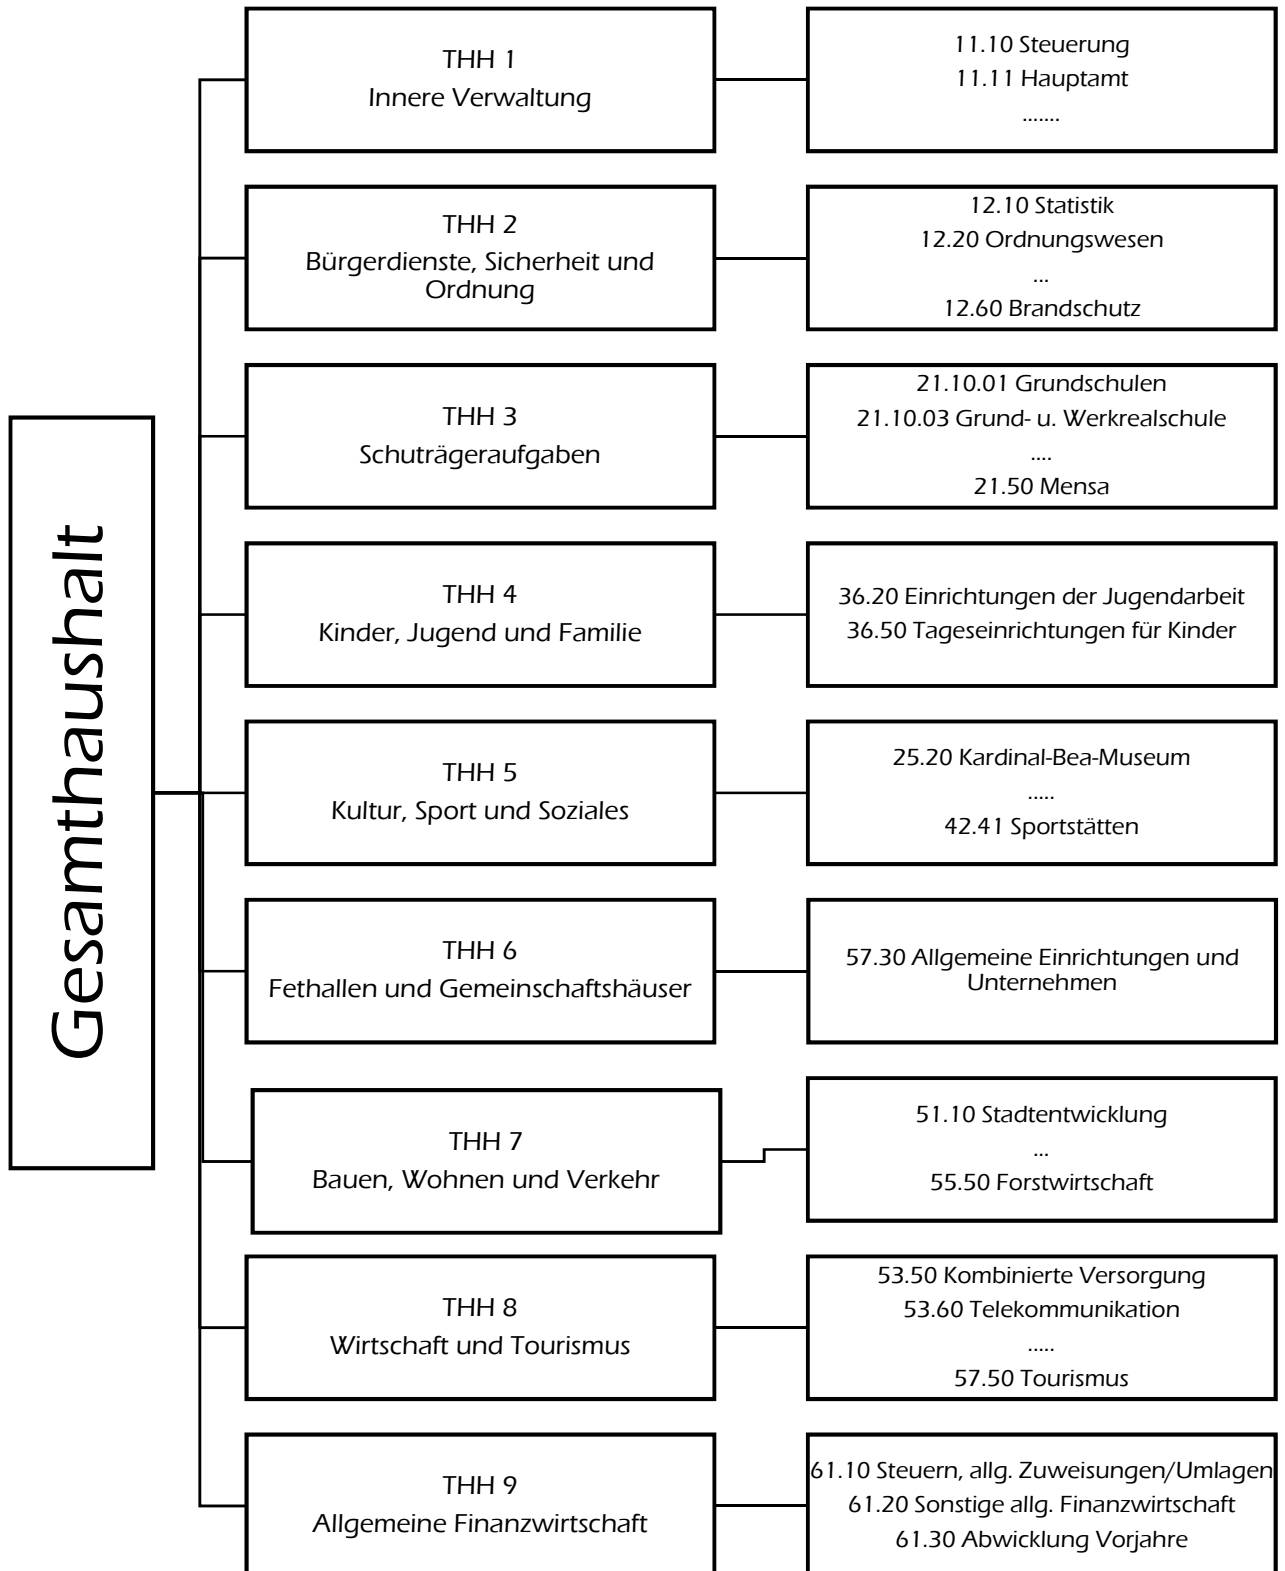 Gesamthaushalt
THH 1
Innere Verwaltung
11.10 Steuerung
11.11 Hauptamt
.......
THH 2
Bürgerdienste, Sicherheit und
Ordnung
12.10 Statistik
12.20 Ordnungswesen
...
12.60 Brandschutz
THH 3
Schuträgeraufgaben
21.10.01 Grundschulen
21.10.03 Grund- u. Werkrealschule
....
21.50 Mensa
THH 4
Kinder, Jugend und Familie
36.20 Einrichtungen der Jugendarbeit
36.50 Tageseinrichtungen für Kinder
THH 5
Kultur, Sport und Soziales
25.20 Kardinal-Bea-Museum
.....
42.41 Sportstätten
THH 6
Fethallen und Gemeinschaftshäuser
57.30 Allgemeine Einrichtungen und
Unternehmen
THH 7
Bauen, Wohnen und Verkehr
51.10 Stadtentwicklung
...
55.50 Forstwirtschaft
THH 8
Wirtschaft und Tourismus
53.50 Kombinierte Versorgung
53.60 Telekommunikation
.....
57.50 Tourismus
THH 9
Allgemeine Finanzwirtschaft
61.10 Steuern, allg. Zuweisungen/Umlagen
61.20 Sonstige allg. Finanzwirtschaft
61.30 Abwicklung Vorjahre